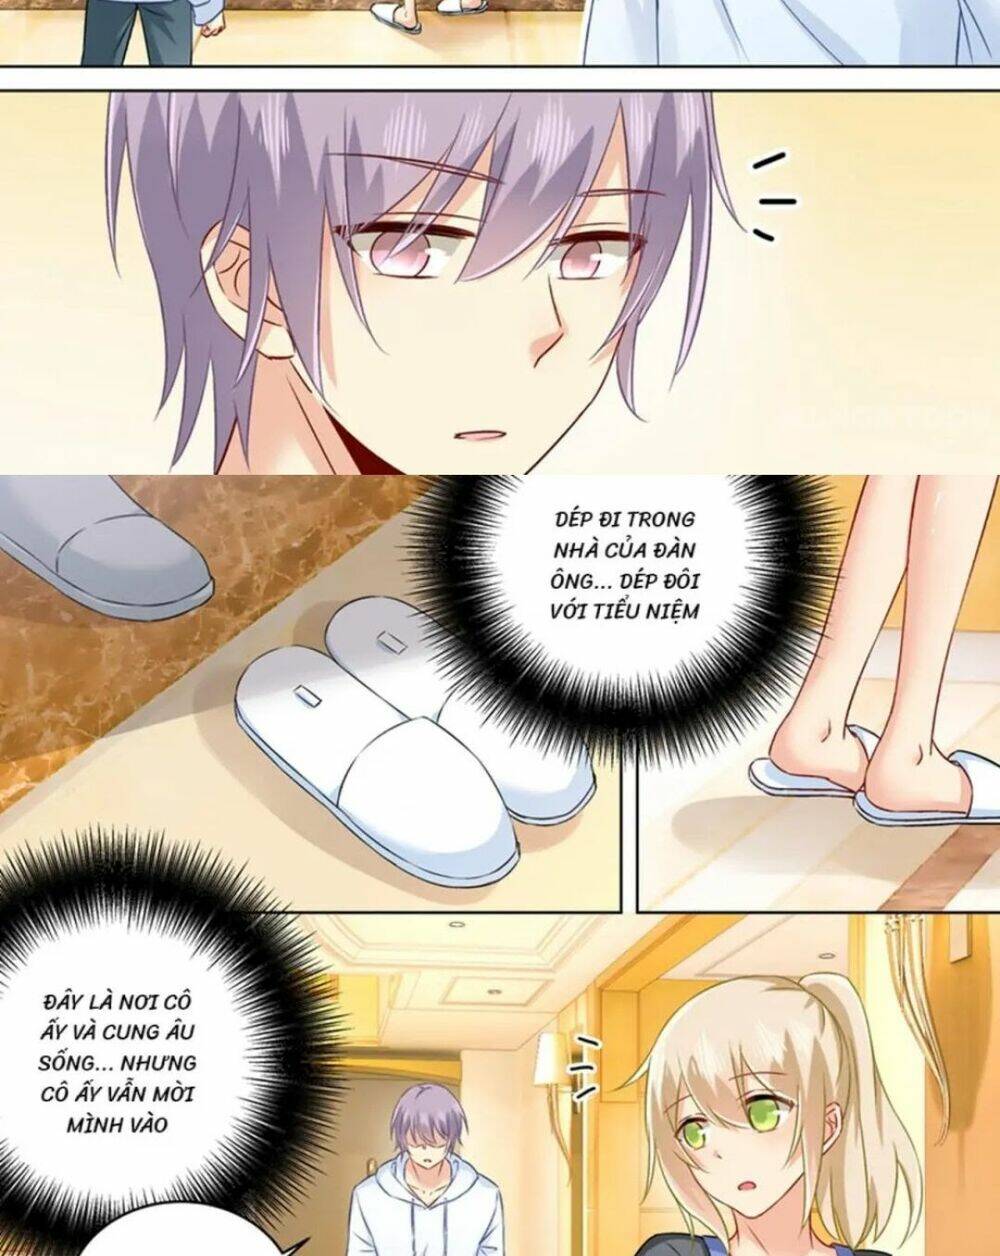 DÉP ĐI TRONG
NHÀ CỦA ĐÀN
ÔNG... DÉP ĐÔI
VỚI TIỂU NIỆM
ĐÂY LÀ NƠI CÔ
ẤY VÀ CUNG ÂU
SỐNG... NHƯNG
CÔ ẤY VẪN MỜI
MÌNH VÀO